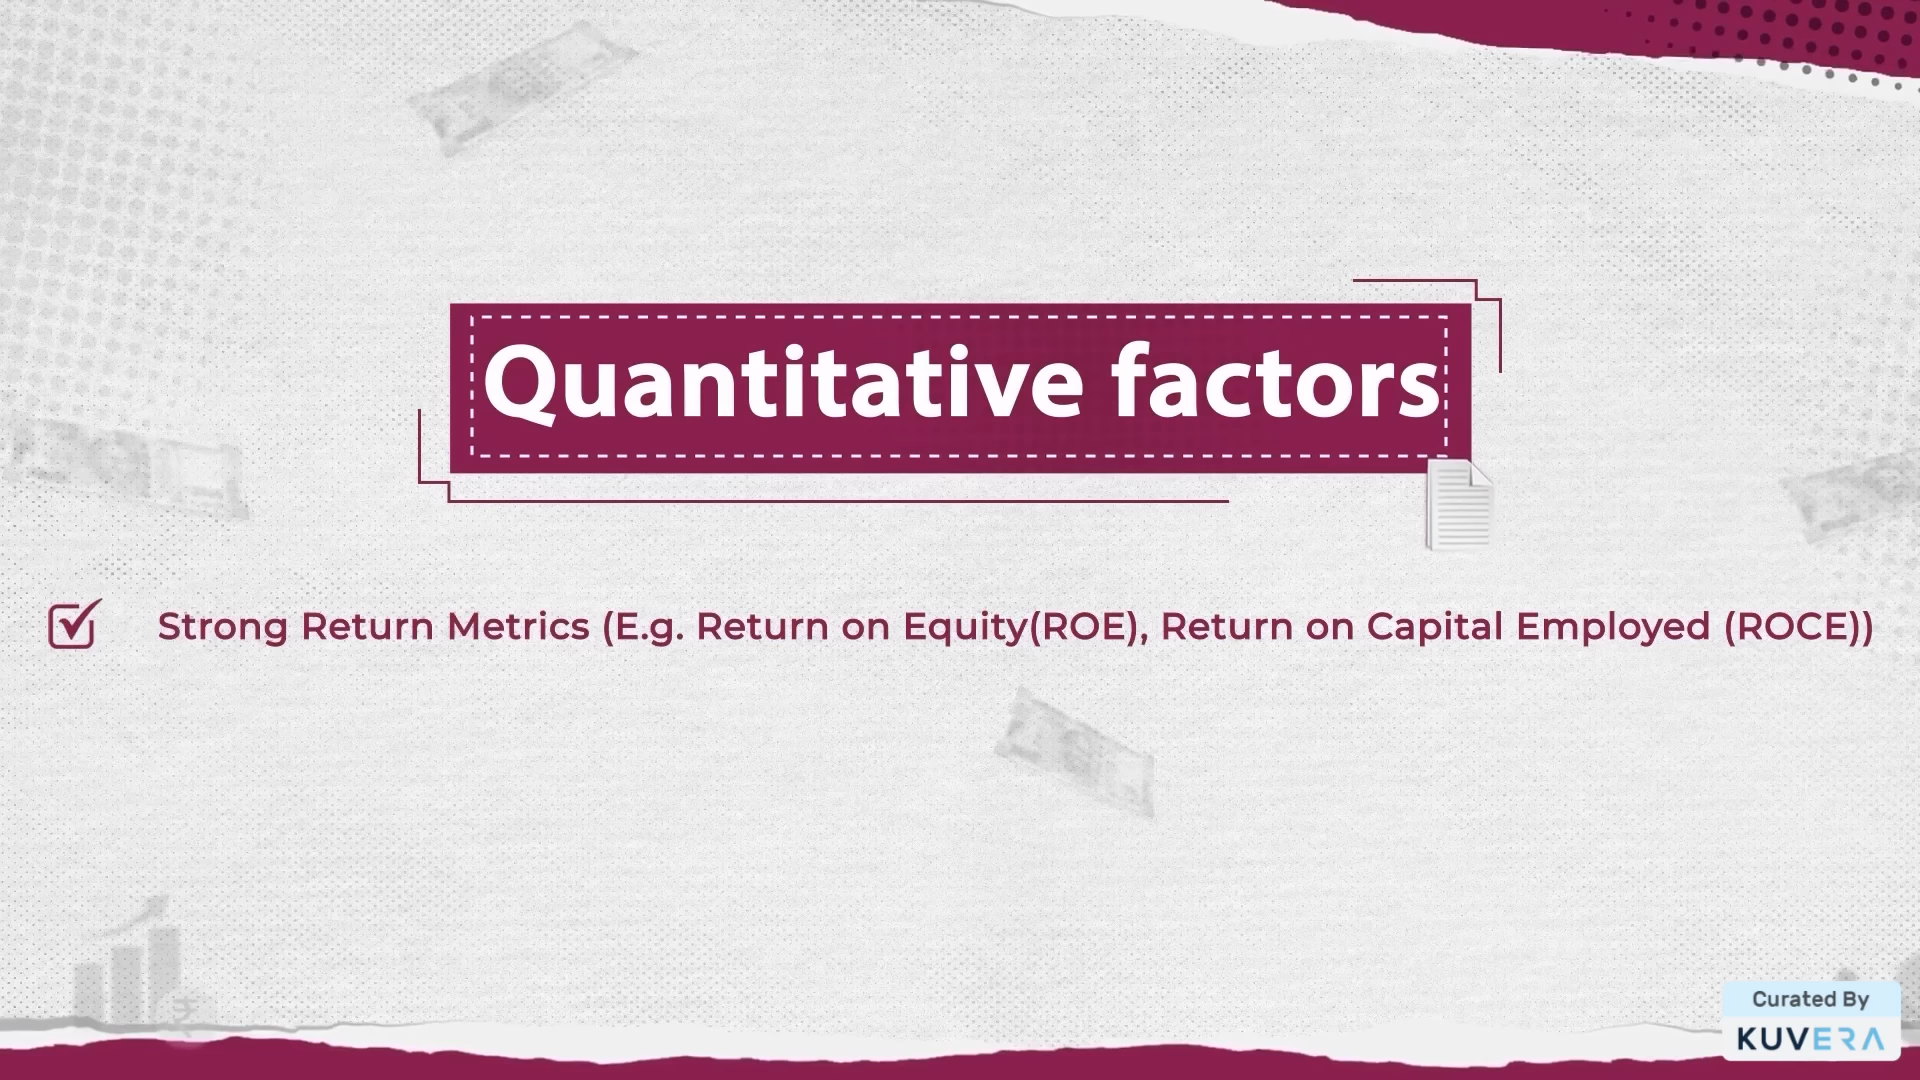 Quantitative factors
Strong Return Metrics (E.g. Return on Equity(ROE), Return on Capital Employed (ROCE))
₹
Curated By
KUVERA